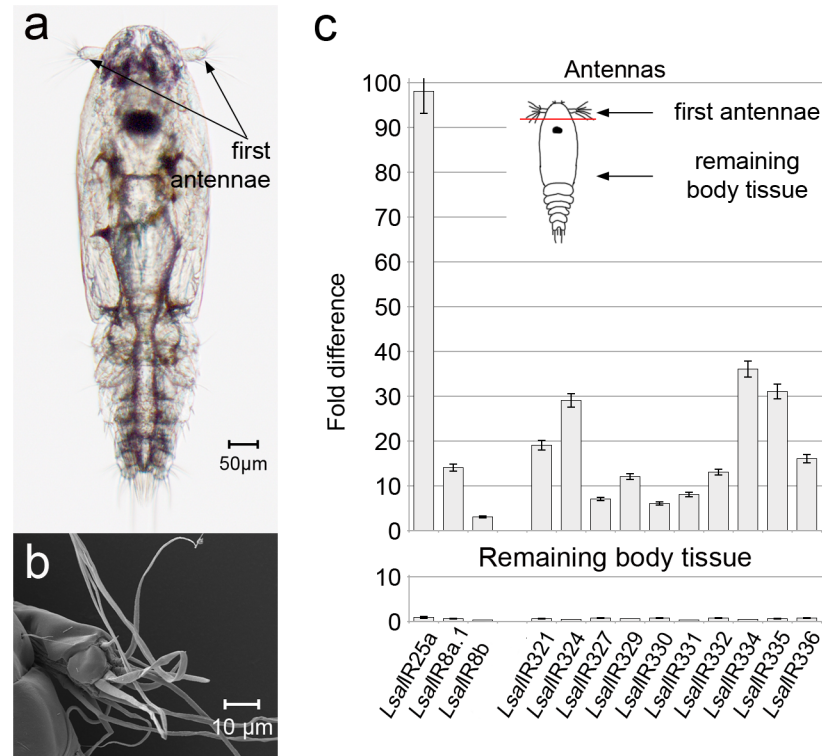 a
first
antennae
50µm
b
10 µm
c
Antennas
Fold difference
100
90
80
70
60
50
40
30
20
10
0
first antennae
remaining
body tissue
Remaining body tissue
10
0
LsalIR25a
LsalIR8a.1
LsalIR8b
LsalIR321
LsalIR324
LsalIR327
LsalIR329
LsalIR330
LsalIR331
LsalIR332
LsalIR334
LsalIR335
LsalIR336